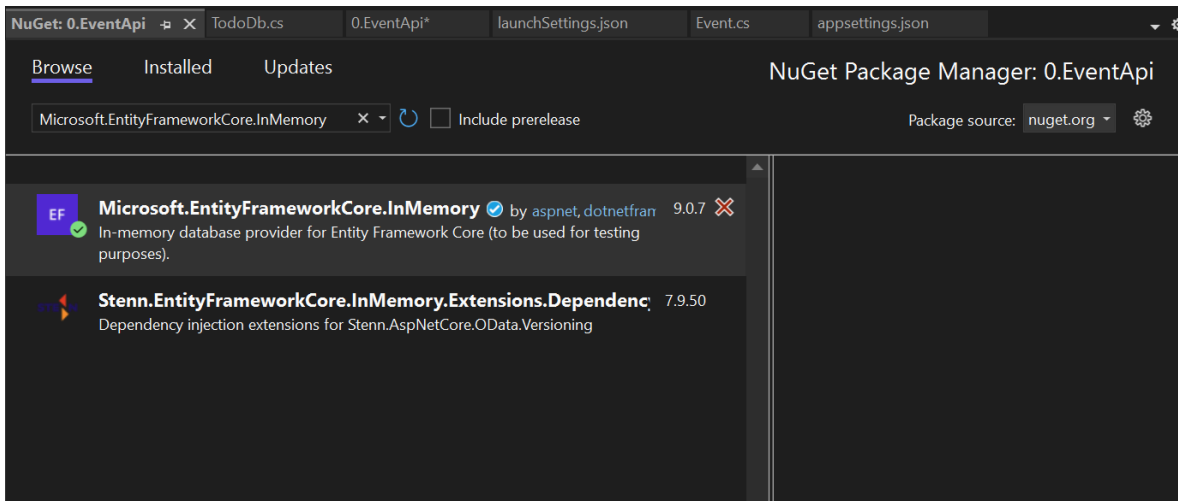 NuGet: 0.EventApi TodoDb.cs 0.EventApi* launchSettings.json Event.cs appsettings.json
Browse Installed Updates
NuGet Package Manager: 0.EventApi
Microsoft.EntityFrameworkCore.InMemory Include prerelease Package source: nuget.org
EF
Microsoft.EntityFrameworkCore.InMemory by aspnet, dotnetfran 9.0.7
In-memory database provider for Entity Framework Core (to be used for testing
purposes).
Stenn.EntityFrameworkCore.InMemory.Extensions.Dependenc 7.9.50
Dependency injection extensions for Stenn.AspNetCore.OData.Versioning